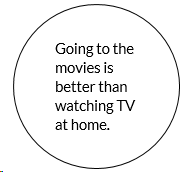 Going to the
movies is
better than
watching TV
at home.